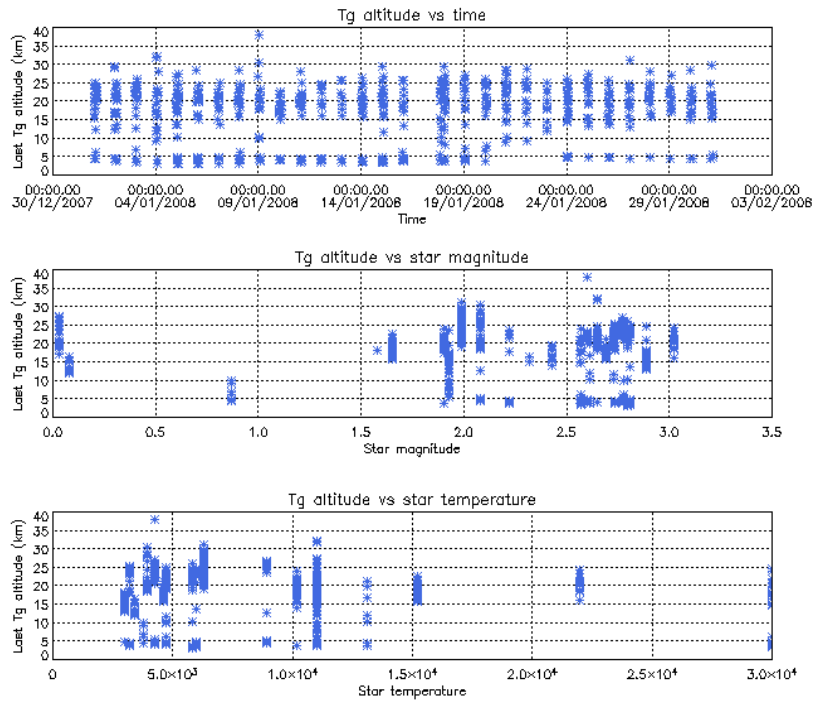 Tg altitude vs time
Last Tg altitude (km)
40
35
30
25
20
15
10
5
0
00:00:00 00:00:00 00:00:00 00:00:00 00:00:00 00:00:00 00:00:00 00:00:00
30/12/2007 04/01/2008 09/01/2008 14/01/2008 19/01/2008 24/01/2008 29/01/2008 03/02/2008
Time
Tg altitude vs star magnitude
Last Tg altitude (km)
40
35
30
25
20
15
10
5
0
0.0 0.5 1.0 1.5 2.0 2.5 3.0 3.5
Star magnitude
Tg altitude vs star temperature
Last Tg altitude (km)
40
35
30
25
20
15
10
5
0
0 5.0×10³ 1.0×10⁴ 1.5×10⁴ 2.0×10⁴ 2.5×10⁴ 3.0×10⁴
Star temperature